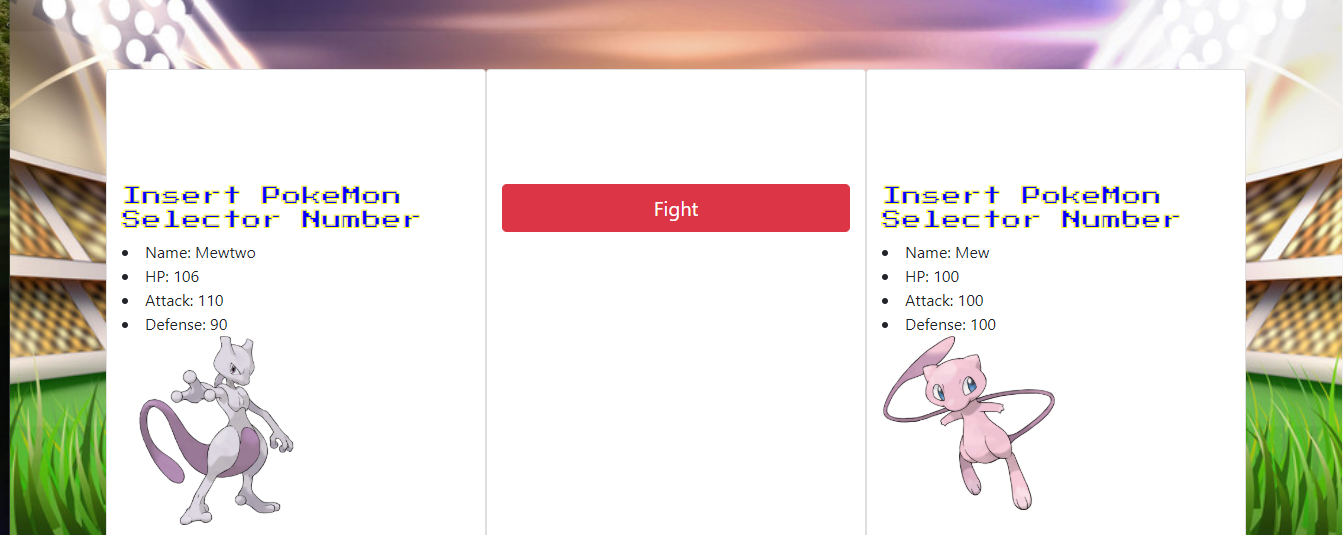 Insert PokeMon
Selector Number
Name: Mewtwo
HP: 106
Attack: 110
Defense: 90
Fight
Insert PokeMon
Selector Number
Name: Mew
HP: 100
Attack: 100
Defense: 100